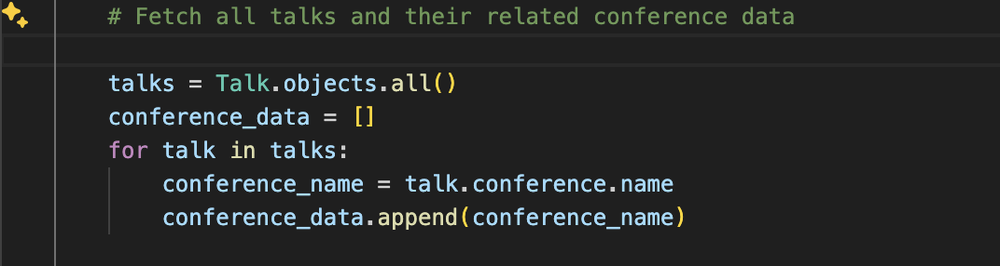 # Fetch all talks and their related conference data
talks = Talk.objects.all()
conference_data = []
for talk in talks:
    conference_name = talk.conference.name
    conference_data.append(conference_name)